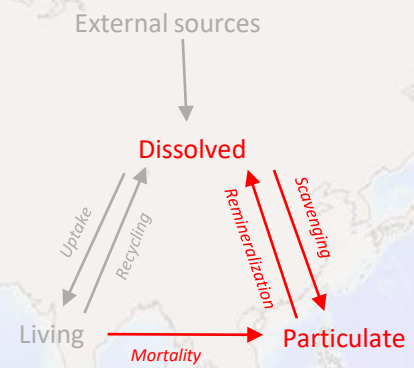 External sources
Dissolved
Uptake
Recycling
Remineralization
Scavenging
Living
Mortality
Particulate